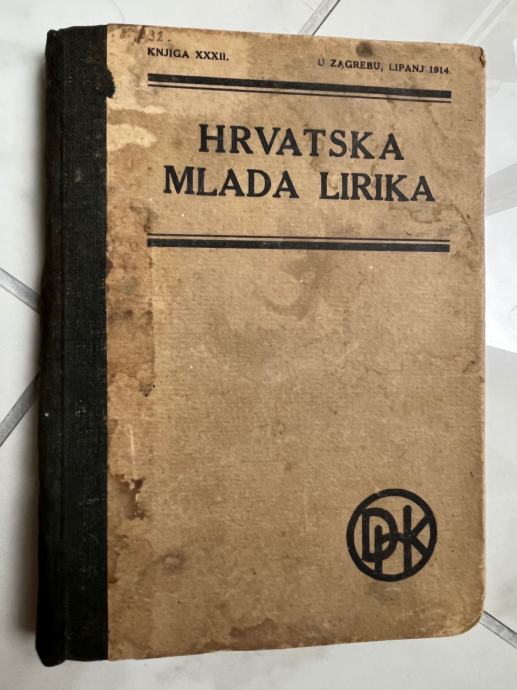 KNJIGA XXXII.
U ZAGREBU, LIPANJ 1914.
HRVATSKA
MLADA LIRIKA
DHK